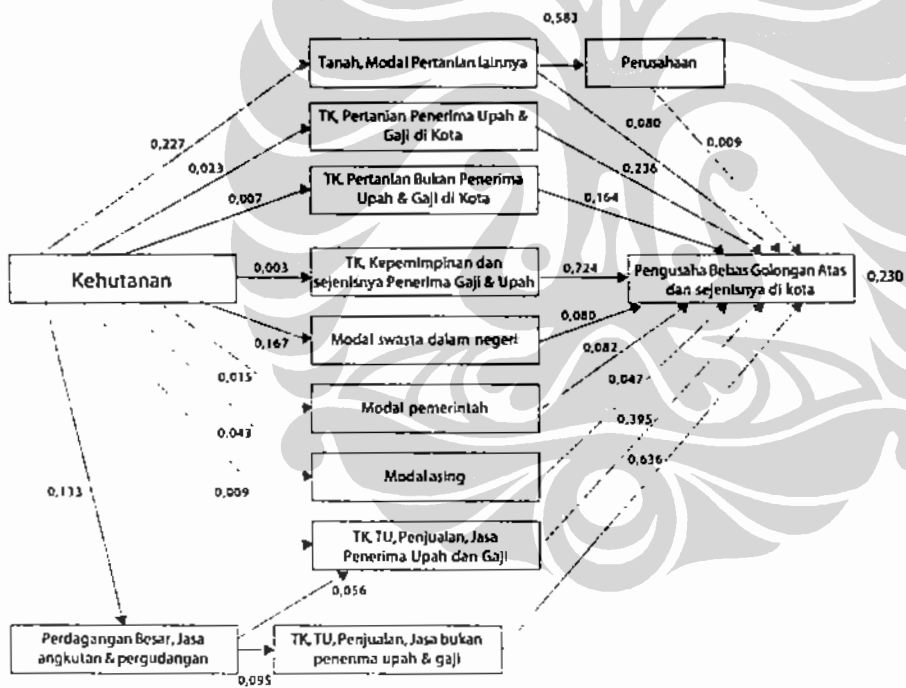 0,583
Tanah, Modal Pertanian lainnya
Perusahaan
0,227
0,080
0,009
TK, Pertanian Penerima Upah &
Gaji di Kota
0,023
0,236
TK, Pertanian Bukan Penerima
Upah & Gaji di Kota
0,007
0,164
Kehutanan
0,003
TK, Kepemimpinan dan
sejenisnya Penerima Gaji & Upah
0,724
Pengusaha Bebas Golongan Atas
dan sejenisnya di kota
0,230
0,167
Modal swasta dalam negeri
0,080
0,015
0,082
Modal pemerintah
0,047
0,043
0,395
0,009
Modal asing
0,636
0,133
TK, TU, Penjualan, Jasa
Penerima Upah dan Gaji
0,056
Perdagangan Besar, Jasa
angkutan & pergudangan
0,095
TK, TU, Penjualan, Jasa bukan
penerima upah & gaji